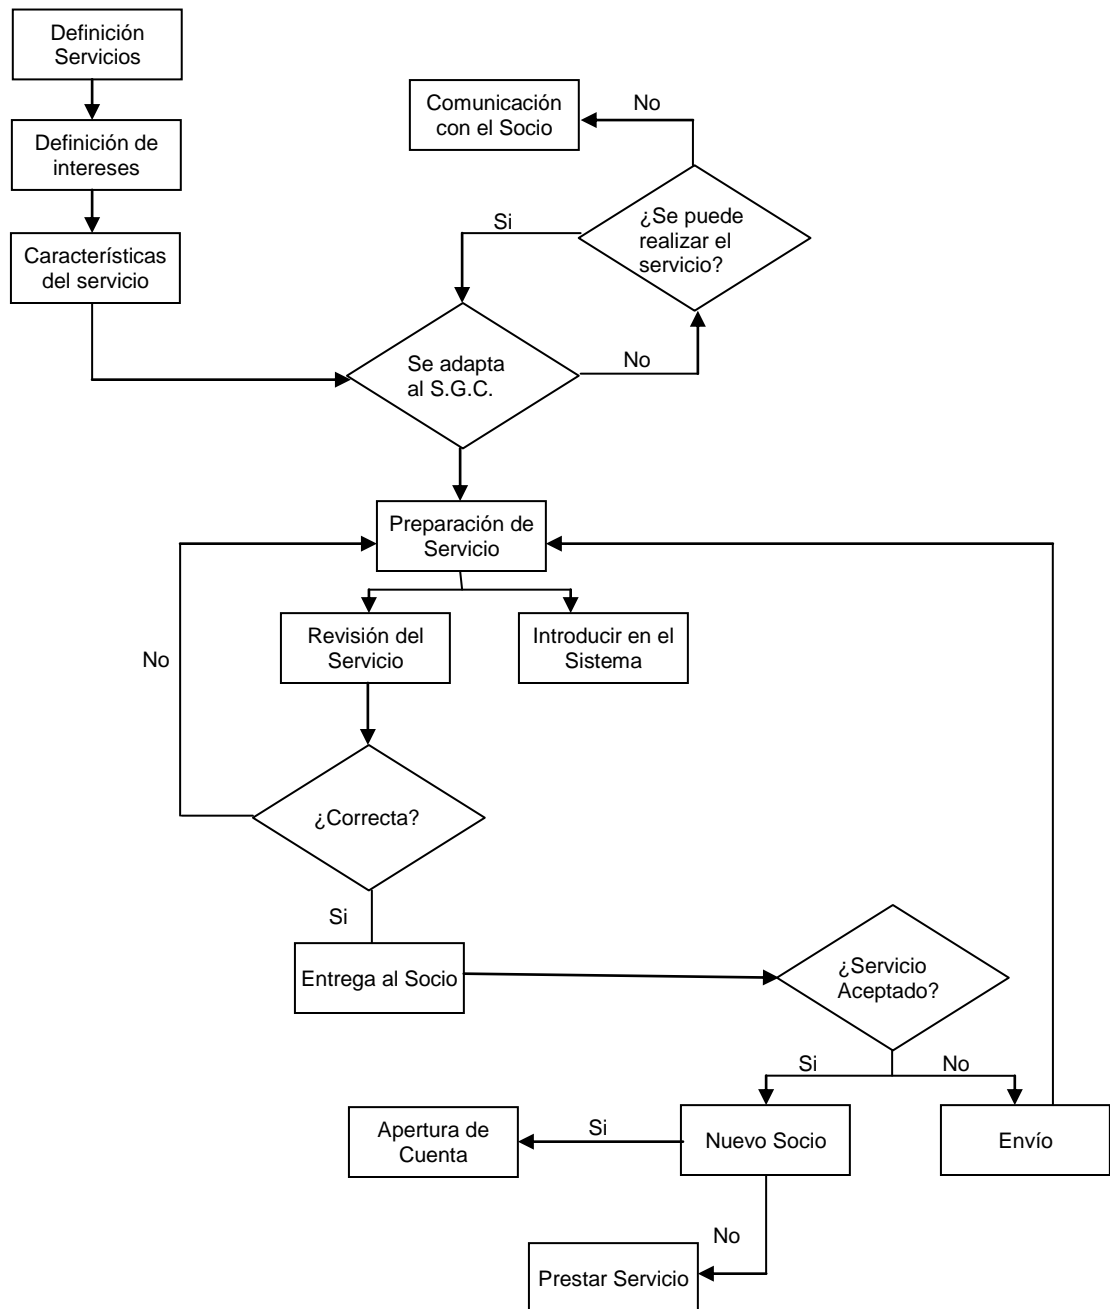 Definición
Servicios
Definición de
intereses
Características
del servicio
Comunicación
con el Socio
No
¿Se puede
realizar el
servicio?
Si
Se adapta
al S.G.C.
No
Preparación de
Servicio
Revisión del
Servicio
Introducir en el
Sistema
No
¿Correcta?
Si
Entrega al Socio
¿Servicio
Aceptado?
Si
No
Nuevo Socio
Envío
Si
Apertura de
Cuenta
No
Prestar Servicio